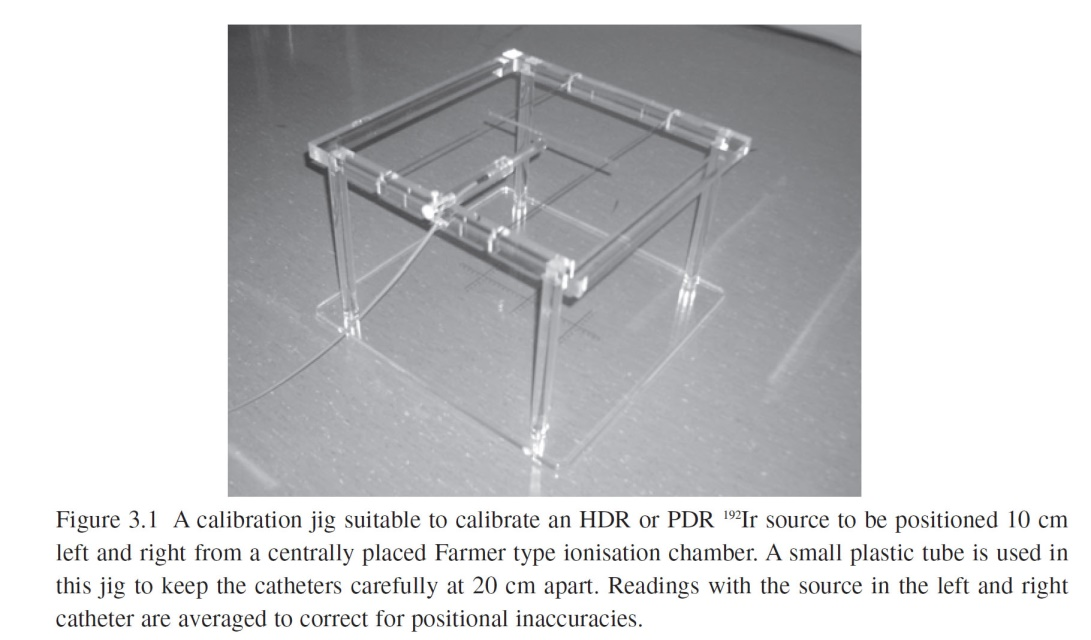 Figure 3.1 A calibration jig suitable to calibrate an HDR or PDR ¹⁹²Ir source to be positioned 10 cm
left and right from a centrally placed Farmer type ionisation chamber. A small plastic tube is used in
this jig to keep the catheters carefully at 20 cm apart. Readings with the source in the left and right
catheter are averaged to correct for positional inaccuracies.